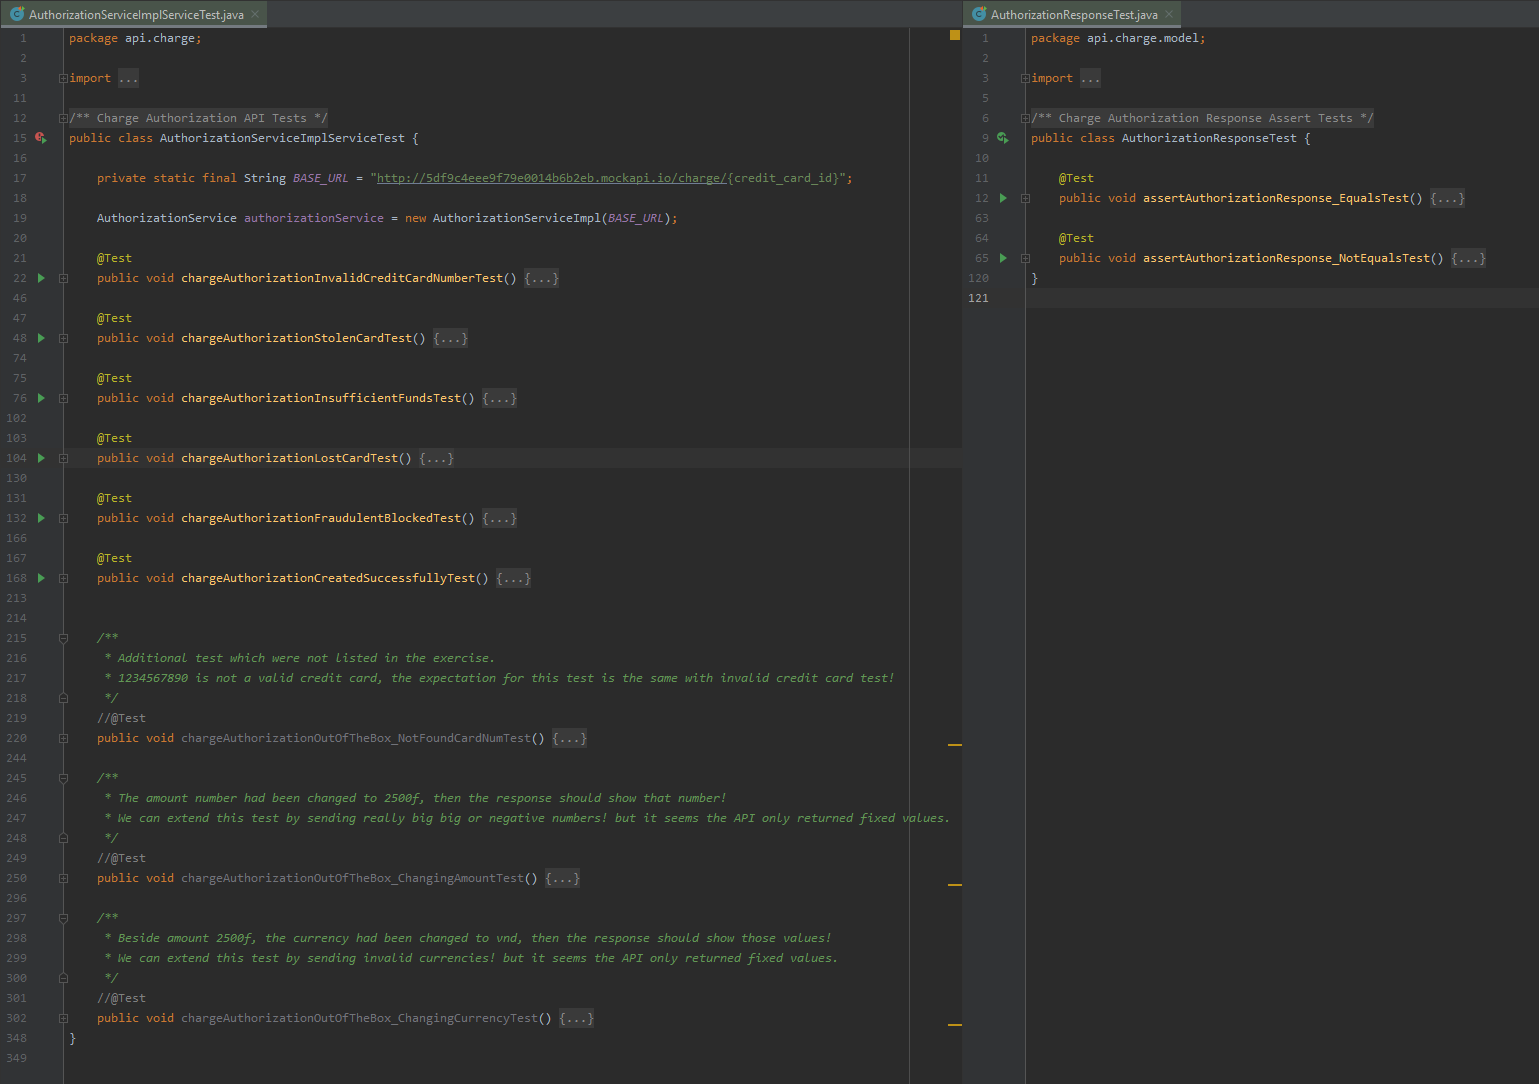 AuthorizationServiceImplServiceTest.java
1 package api.charge;
2
3 import ...
11
12 /** Charge Authorization API Tests */
15 public class AuthorizationServiceImplServiceTest {
16
17 private static final String BASE_URL = "http://5df9c4eee9f79e0014b6b2eb.mockapi.io/charge/{credit_card_id}";
18
19 AuthorizationService authorizationService = new AuthorizationServiceImpl(BASE_URL);
20
21 @Test
22 public void chargeAuthorizationInvalidCreditCardNumberTest() {...}
46
47 @Test
48 public void chargeAuthorizationStolenCardTest() {...}
74
75 @Test
76 public void chargeAuthorizationInsufficientFundsTest() {...}
102
103 @Test
104 public void chargeAuthorizationLostCardTest() {...}
130
131 @Test
132 public void chargeAuthorizationFraudulentBlockedTest() {...}
166
167 @Test
168 public void chargeAuthorizationCreatedSuccessfullyTest() {...}
213
214
215 /**
216 * Additional test which were not listed in the exercise.
217 * 1234567890 is not a valid credit card, the expectation for this test is the same with invalid credit card test!
218 */
219 //@Test
220 public void chargeAuthorizationOutOfTheBox_NotFoundCardNumTest() {...}
244
245 /**
246 * The amount number had been changed to 2500f, then the response should show that number!
247 * We can extend this test by sending really big big or negative numbers! but it seems the API only returned fixed values.
248 */
249 //@Test
250 public void chargeAuthorizationOutOfTheBox_ChangingAmountTest() {...}
296
297 /**
298 * Beside amount 2500f, the currency had been changed to vnd, then the response should show those values!
299 * We can extend this test by sending invalid currencies! but it seems the API only returned fixed values.
300 */
301 //@Test
302 public void chargeAuthorizationOutOfTheBox_ChangingCurrencyTest() {...}
348 }
349
AuthorizationResponseTest.java
1 package api.charge.model;
2
3 import ...
5
6 /** Charge Authorization Response Assert Tests */
9 public class AuthorizationResponseTest {
10
11 @Test
12 public void assertAuthorizationResponse_EqualsTest() {...}
63
64 @Test
65 public void assertAuthorizationResponse_NotEqualsTest() {...}
120 }
121